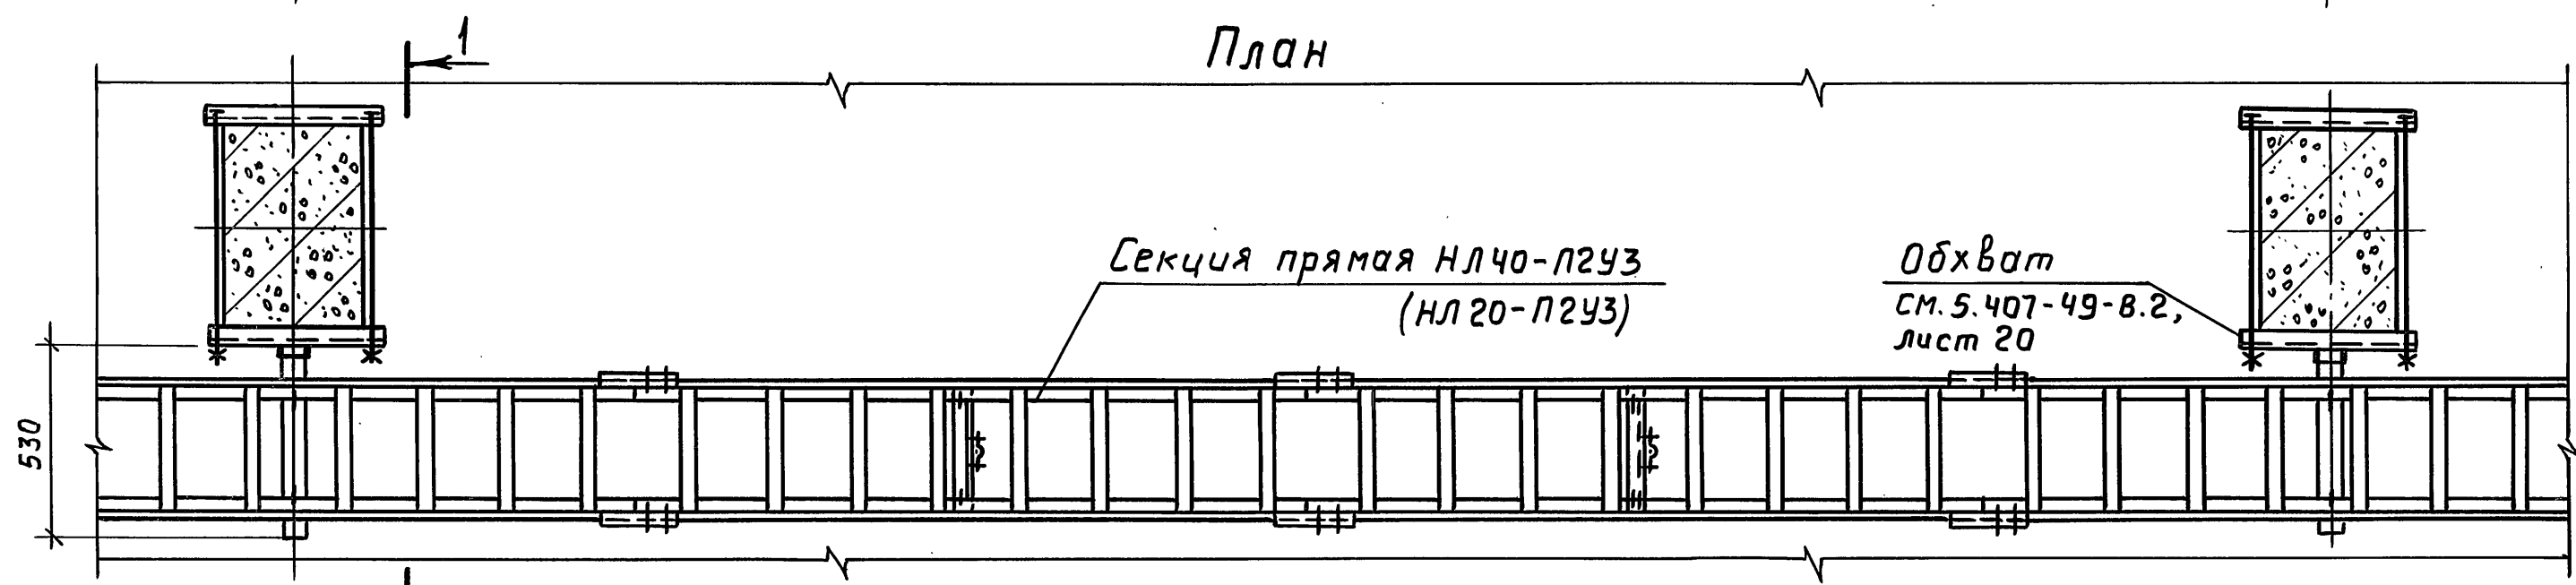 План
1
Секция прямая НЛ40-П2У3
(НЛ20-П2У3)
Обхват
см. 5.407-49-В.2,
лист 20
530